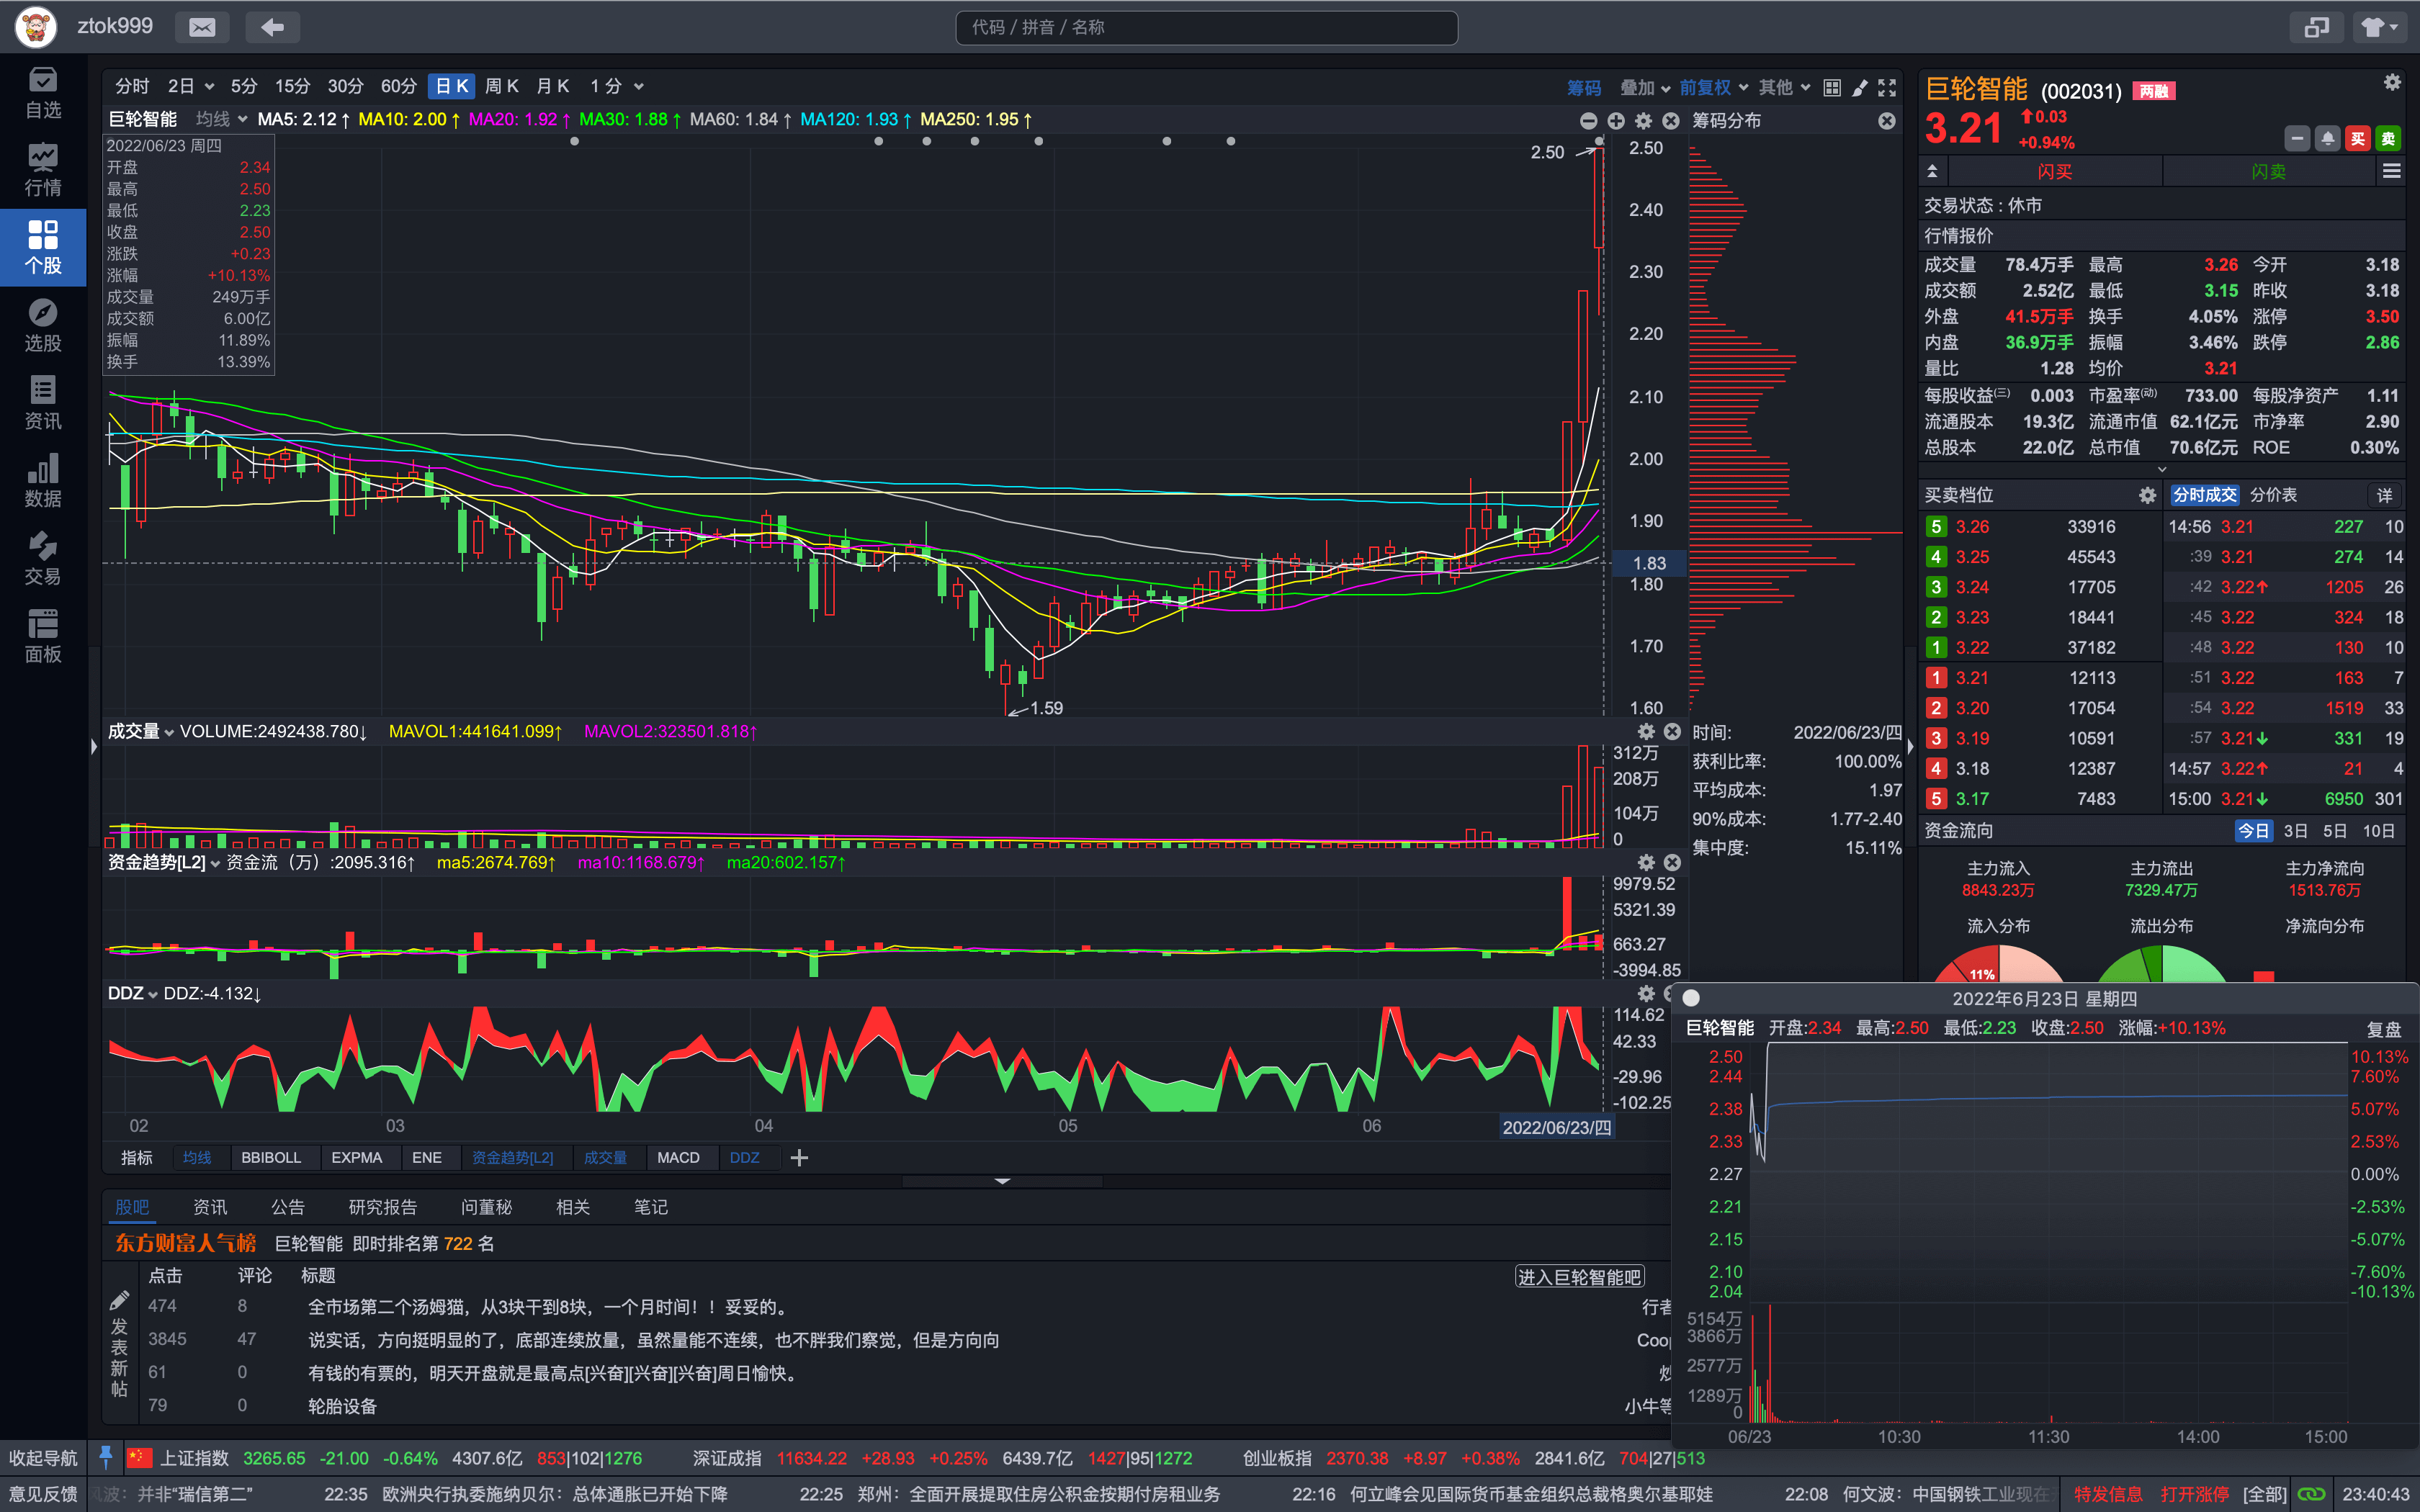 ztok999
代码 / 拼音 / 名称
自选
行情
个股
选股
资讯
数据
交易
面板
分时 2日 5分 15分 30分 60分 日K 周K 月K 1分 筹码 叠加 前复权 其他
巨轮智能 均线 MA5: 2.12↑ MA10: 2.00↑ MA20: 1.92↑ MA30: 1.88↑ MA60: 1.84↑ MA120: 1.93↑ MA250: 1.95↑
2022/06/23 周四
开盘 2.34
最高 2.50
最低 2.23
收盘 2.50
涨跌 +0.23
涨幅 +10.13%
成交量 249万手
成交额 6.00亿
振幅 11.89%
换手 13.39%
2.50
1.59
2.50
2.40
2.30
2.20
2.10
2.00
1.90
1.83
1.80
1.70
1.60
筹码分布
时间: 2022/06/23/四
获利比率: 100.00%
平均成本: 1.97
90%成本: 1.77-2.40
集中度: 15.11%
成交量 VOLUME:2492438.780↓ MAVOL1:441641.099↑ MAVOL2:323501.818↑
312万
208万
104万
0
资金趋势[L2] 资金流（万）:2095.316↑ ma5:2674.769↑ ma10:1168.679↑ ma20:602.157↑
9979.52
5321.39
663.27
-3994.85
DDZ DDZ:-4.132↓
114.62
42.33
-29.96
-102.25
02 03 04 05 06 2022/06/23/四
指标 均线 BBIBOLL EXPMA ENE 资金趋势[L2] 成交量 MACD DDZ
股吧 资讯 公告 研究报告 问董秘 相关 笔记
东方财富人气榜 巨轮智能 即时排名第 722 名
点击 评论 标题 进入巨轮智能吧
474 8 全市场第二个汤姆猫，从3块干到8块，一个月时间！！妥妥的。 行者
3845 47 说实话，方向挺明显的了，底部连续放量，虽然量能不连续，也不胖我们察觉，但是方向向 Coop
61 0 有钱的有票的，明天开盘就是最高点[兴奋][兴奋][兴奋]周日愉快。
79 0 轮胎设备 小牛等
发表新帖
巨轮智能 (002031) 两融
3.21 0.03
+0.94%
买 卖
闪买 闪卖
交易状态 : 休市
行情报价
成交量 78.4万手 最高 3.26 今开 3.18
成交额 2.52亿 最低 3.15 昨收 3.18
外盘 41.5万手 换手 4.05% 涨停 3.50
内盘 36.9万手 振幅 3.46% 跌停 2.86
量比 1.28 均价 3.21
每股收益(三) 0.003 市盈率(动) 733.00 每股净资产 1.11
流通股本 19.3亿 流通市值 62.1亿元 市净率 2.90
总股本 22.0亿 总市值 70.6亿元 ROE 0.30%
买卖档位 分时成交 分价表 详
5 3.26 33916 14:56 3.21 227 10
4 3.25 45543 :39 3.21 274 14
3 3.24 17705 :42 3.22↑ 1205 26
2 3.23 18441 :45 3.22 324 18
1 3.22 37182 :48 3.22 130 10
1 3.21 12113 :51 3.22 163 7
2 3.20 17054 :54 3.22 1519 33
3 3.19 10591 :57 3.21↓ 331 19
4 3.18 12387 14:57 3.22↑ 21 4
5 3.17 7483 15:00 3.21↓ 6950 301
资金流向 今日 3日 5日 10日
主力流入 主力流出 主力净流向
8843.23万 7329.47万 1513.76万
流入分布 流出分布 净流向分布
11%
2022年6月23日 星期四
巨轮智能 开盘:2.34 最高:2.50 最低:2.23 收盘:2.50 涨幅:+10.13% 复盘
2.50 10.13%
2.44 7.60%
2.38 5.07%
2.33 2.53%
2.27 0.00%
2.21 -2.53%
2.15 -5.07%
2.10 -7.60%
2.04 -10.13%
5154万
3866万
2577万
1289万
0
06/23 10:30 11:30 14:00 15:00
收起导航 上证指数 3265.65 -21.00 -0.64% 4307.6亿 853|102|1276 深证成指 11634.22 +28.93 +0.25% 6439.7亿 1427|95|1272 创业板指 2370.38 +8.97 +0.38% 2841.6亿 704|27|513
意见反馈 风波：并非“瑞信第二” 22:35 欧洲央行执委施纳贝尔：总体通胀已开始下降 22:25 郑州：全面开展提取住房公积金按期付房租业务 22:16 何立峰会见国际货币基金组织总裁格奥尔基耶娃 22:08 何文波：中国钢铁工业现在 特发信息 打开涨停 [全部] 23:40:43